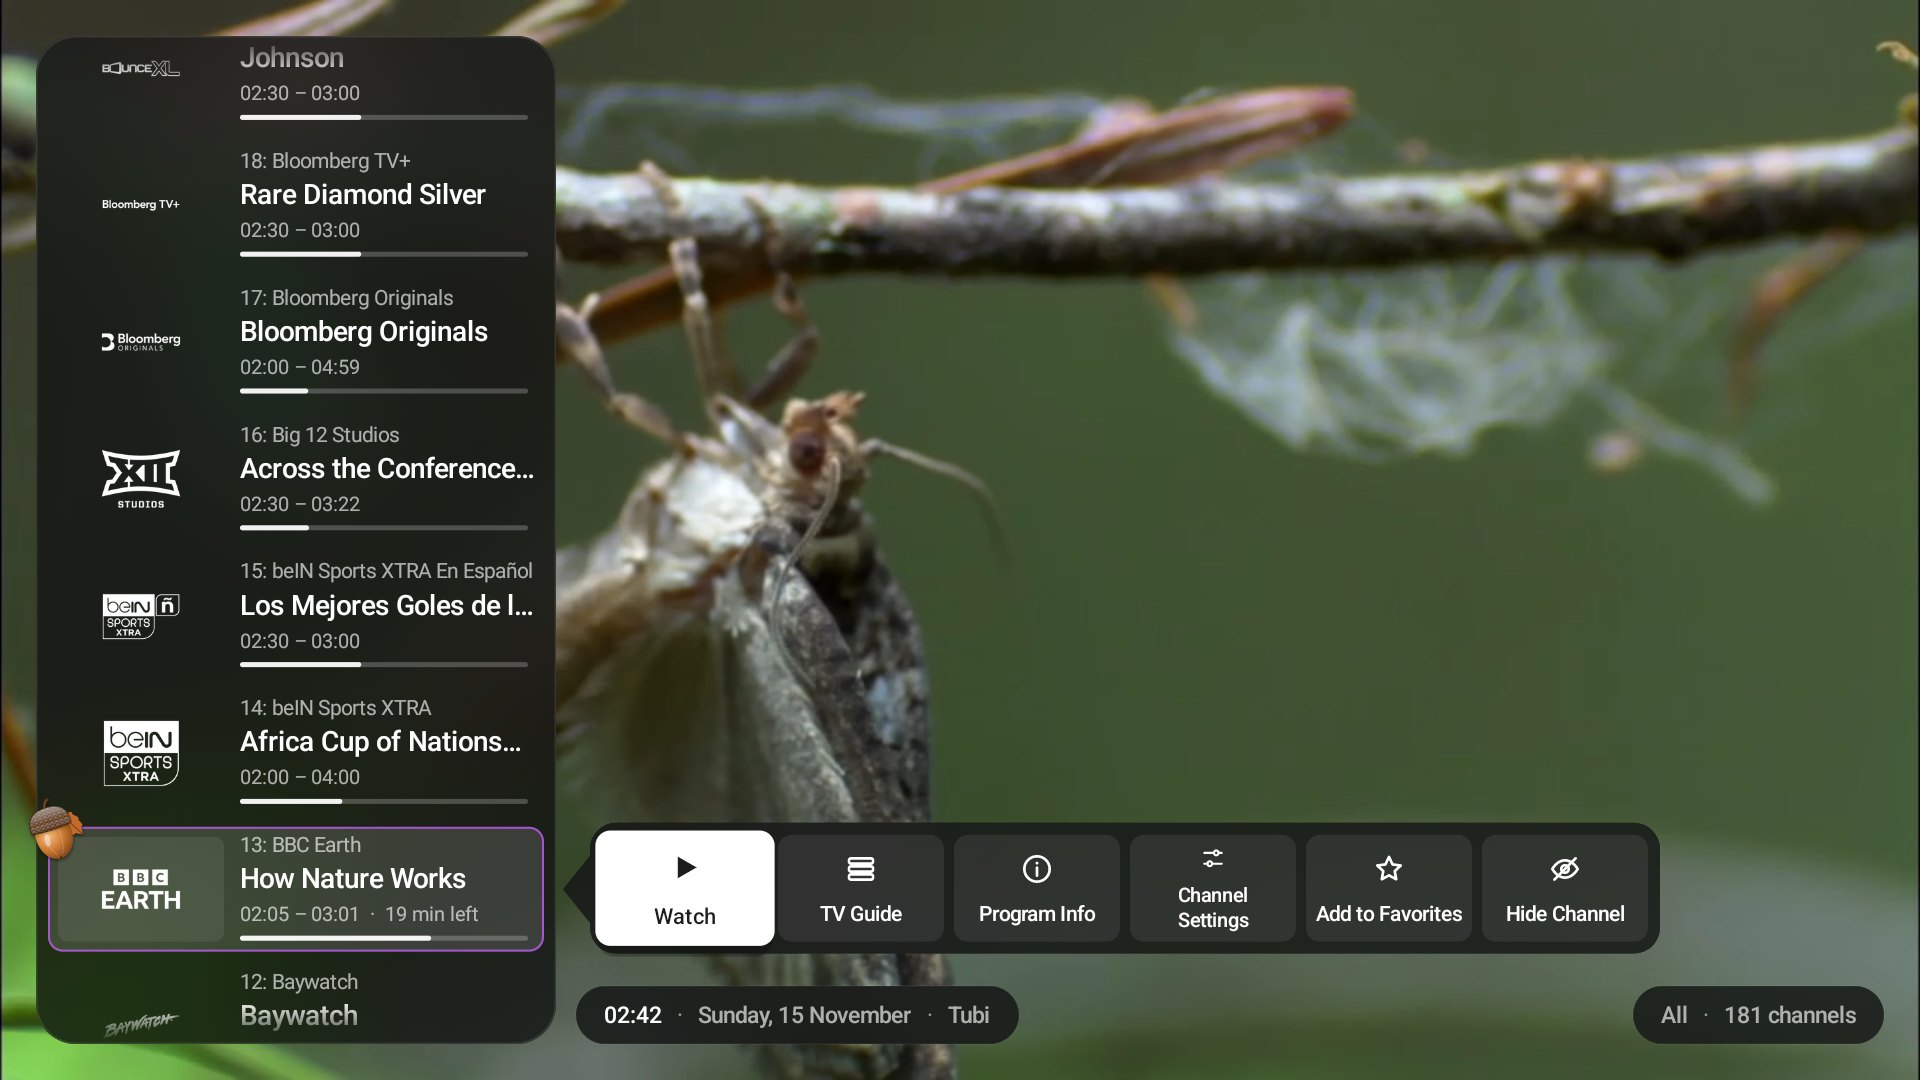 BOUNCE XL
Johnson
02:30 – 03:00
18: Bloomberg TV+
Bloomberg TV+
Rare Diamond Silver
02:30 – 03:00
17: Bloomberg Originals
Bloomberg
ORIGINALS
Bloomberg Originals
02:00 – 04:59
16: Big 12 Studios
XII
STUDIOS
Across the Conference...
02:30 – 03:22
15: beIN Sports XTRA En Español
beIN ñ
SPORTS
XTRA
Los Mejores Goles de l...
02:30 – 03:00
14: beIN Sports XTRA
beIN
SPORTS
XTRA
Africa Cup of Nations...
02:00 – 04:00
13: BBC Earth
BBC
EARTH
How Nature Works
02:05 – 03:01 · 19 min left
12: Baywatch
BAYWATCH
Baywatch
Watch
TV Guide
Program Info
Channel
Settings
Add to Favorites
Hide Channel
02:42 · Sunday, 15 November · Tubi
All · 181 channels